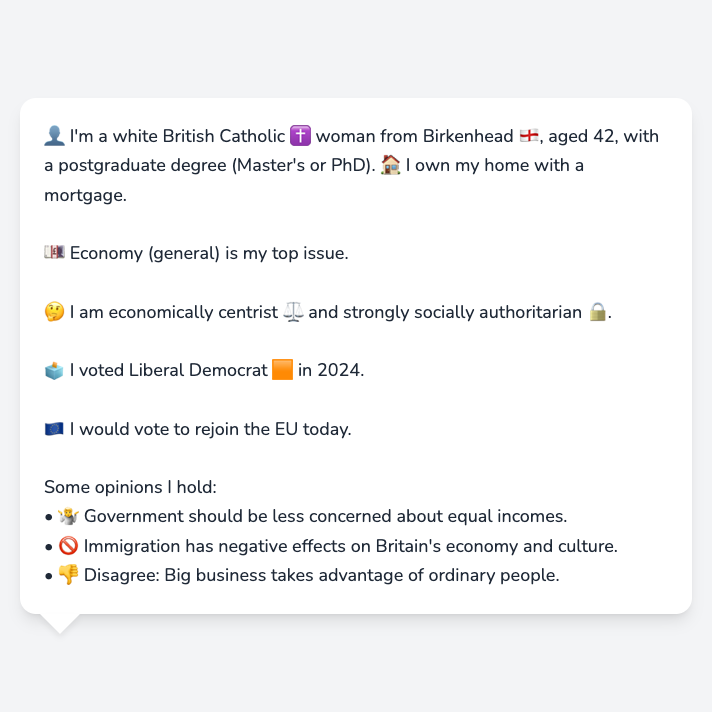 👤 I'm a white British Catholic ✝️ woman from Birkenhead 🏴󠁧󠁢󠁥󠁮󠁧󠁿, aged 42, with
a postgraduate degree (Master's or PhD). 🏠 I own my home with a
mortgage.
💷 Economy (general) is my top issue.
🤔 I am economically centrist ⚖️ and strongly socially authoritarian 🔒.
🗳️ I voted Liberal Democrat 🟧 in 2024.
🇪🇺 I would vote to rejoin the EU today.
Some opinions I hold:
• 🤷 Government should be less concerned about equal incomes.
• 🚫 Immigration has negative effects on Britain's economy and culture.
• 👎 Disagree: Big business takes advantage of ordinary people.